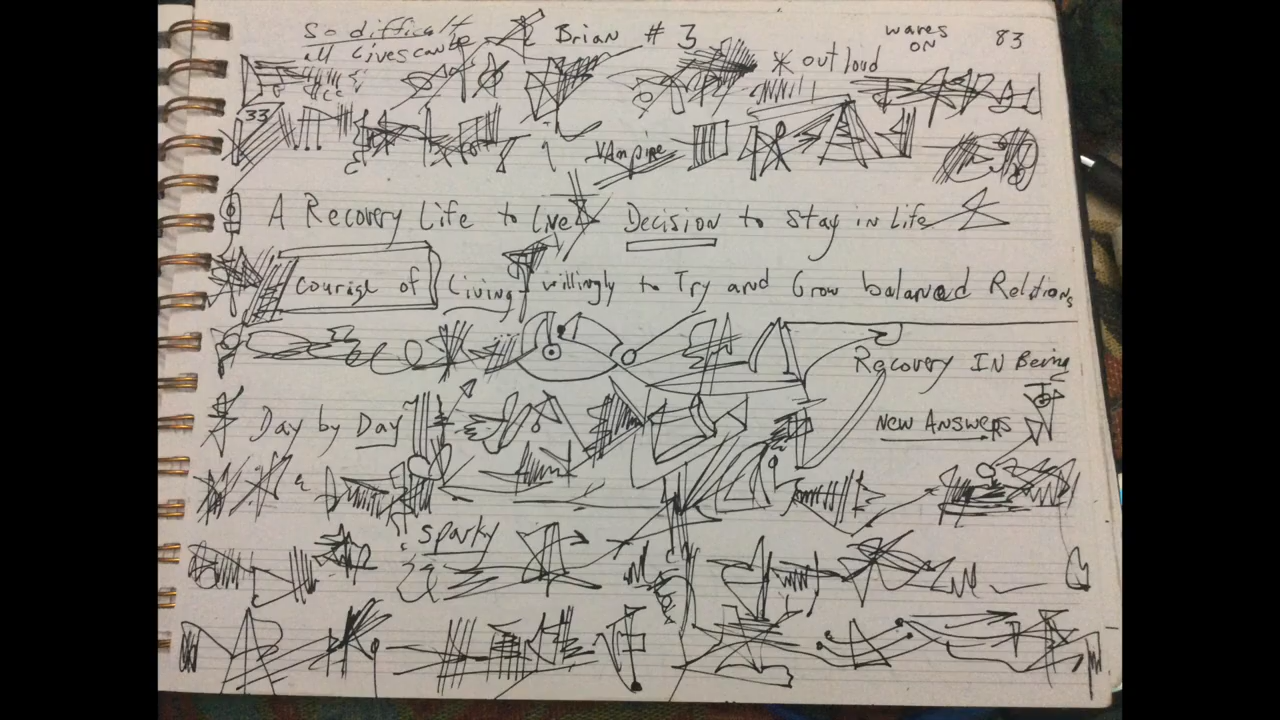 So difficult
all lives
Brian # 3
waves
on
83
* out loud
33
VAmpire
A Recovery Life to live Decision to stay in Life
courage of Living willingly to Try and Grow balanced Reltions
Recovery IN Being
Day by Day
New Answers
sparky